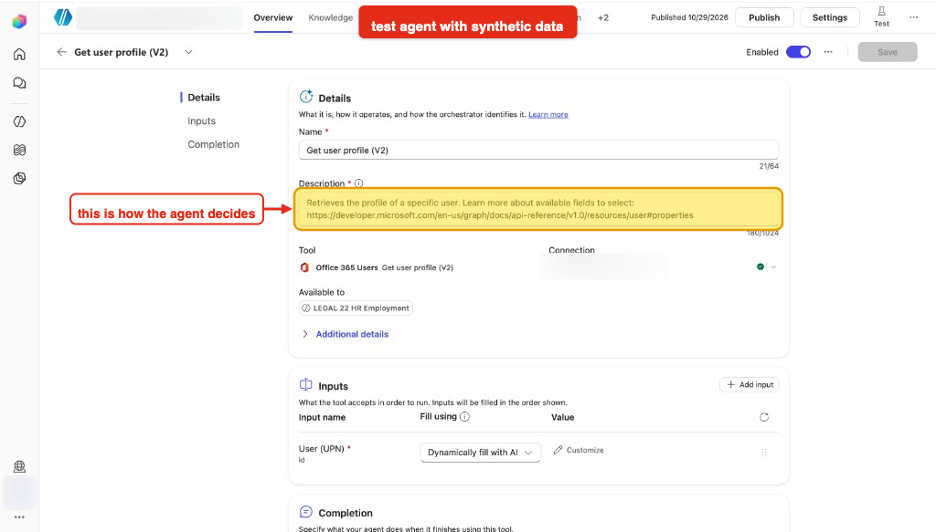 Overview Knowledge +2 Published 10/29/2026 Publish Settings Test
test agent with synthetic data
Get user profile (V2) Enabled Save
Details
Inputs
Completion
Details
What it is, how it operates, and how the orchestrator identifies it. Learn more
Name *
Get user profile (V2)
21/64
Description *
this is how the agent decides
Retrieves the profile of a specific user. Learn more about available fields to select:
https://developer.microsoft.com/en-us/graph/docs/api-reference/v1.0/resources/user#properties
180/1024
Tool Connection
Office 365 Users Get user profile (V2)
Available to
LEGAL 22 HR Employment
Additional details
Inputs Add input
What the tool accepts in order to run. Inputs will be filled in the order shown.
Input name Fill using Value
User (UPN) * Dynamically fill with AI Customize
id
Completion
Specify what your agent does when it finishes using this tool.